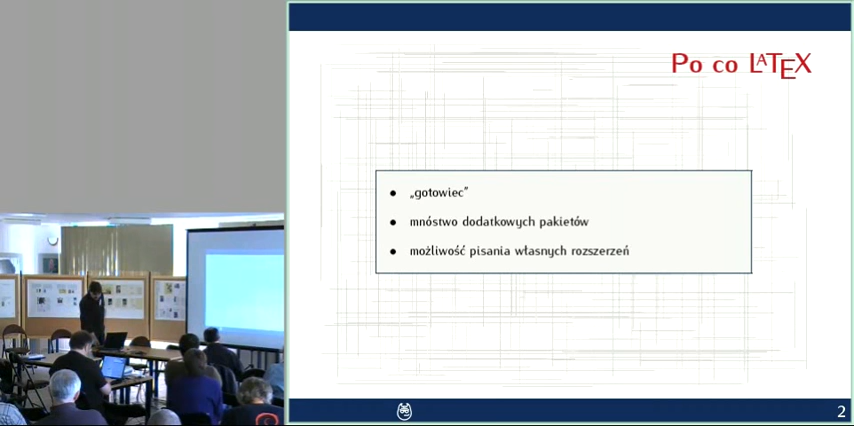 Po co LATEX
● „gotowiec”
● mnóstwo dodatkowych pakietów
● możliwość pisania własnych rozszerzeń
2